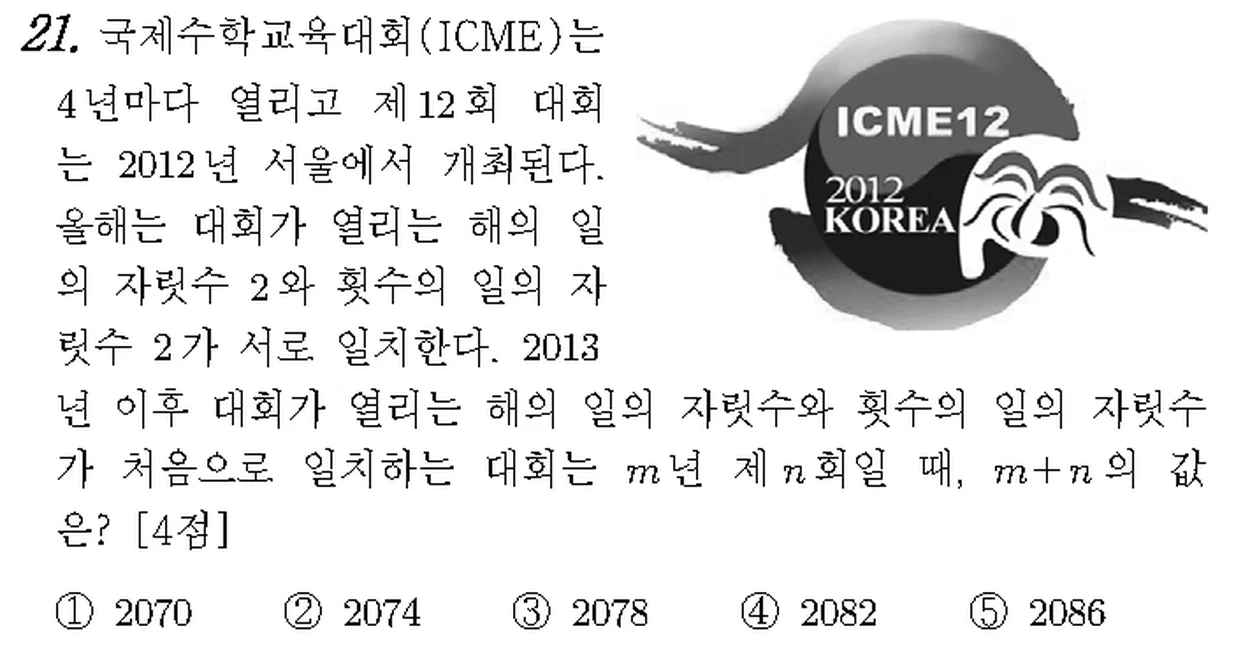 21. 국제수학교육대회(ICME)는
4년마다 열리고 제12회 대회
는 2012년 서울에서 개최된다.
올해는 대회가 열리는 해의 일
의 자릿수 2와 횟수의 일의 자
릿수 2가 서로 일치한다. 2013
년 이후 대회가 열리는 해의 일의 자릿수와 횟수의 일의 자릿수
가 처음으로 일치하는 대회는 m년 제n회일 때, m+n의 값
은? [4점]
① 2070 ② 2074 ③ 2078 ④ 2082 ⑤ 2086
ICME12
2012
KOREA